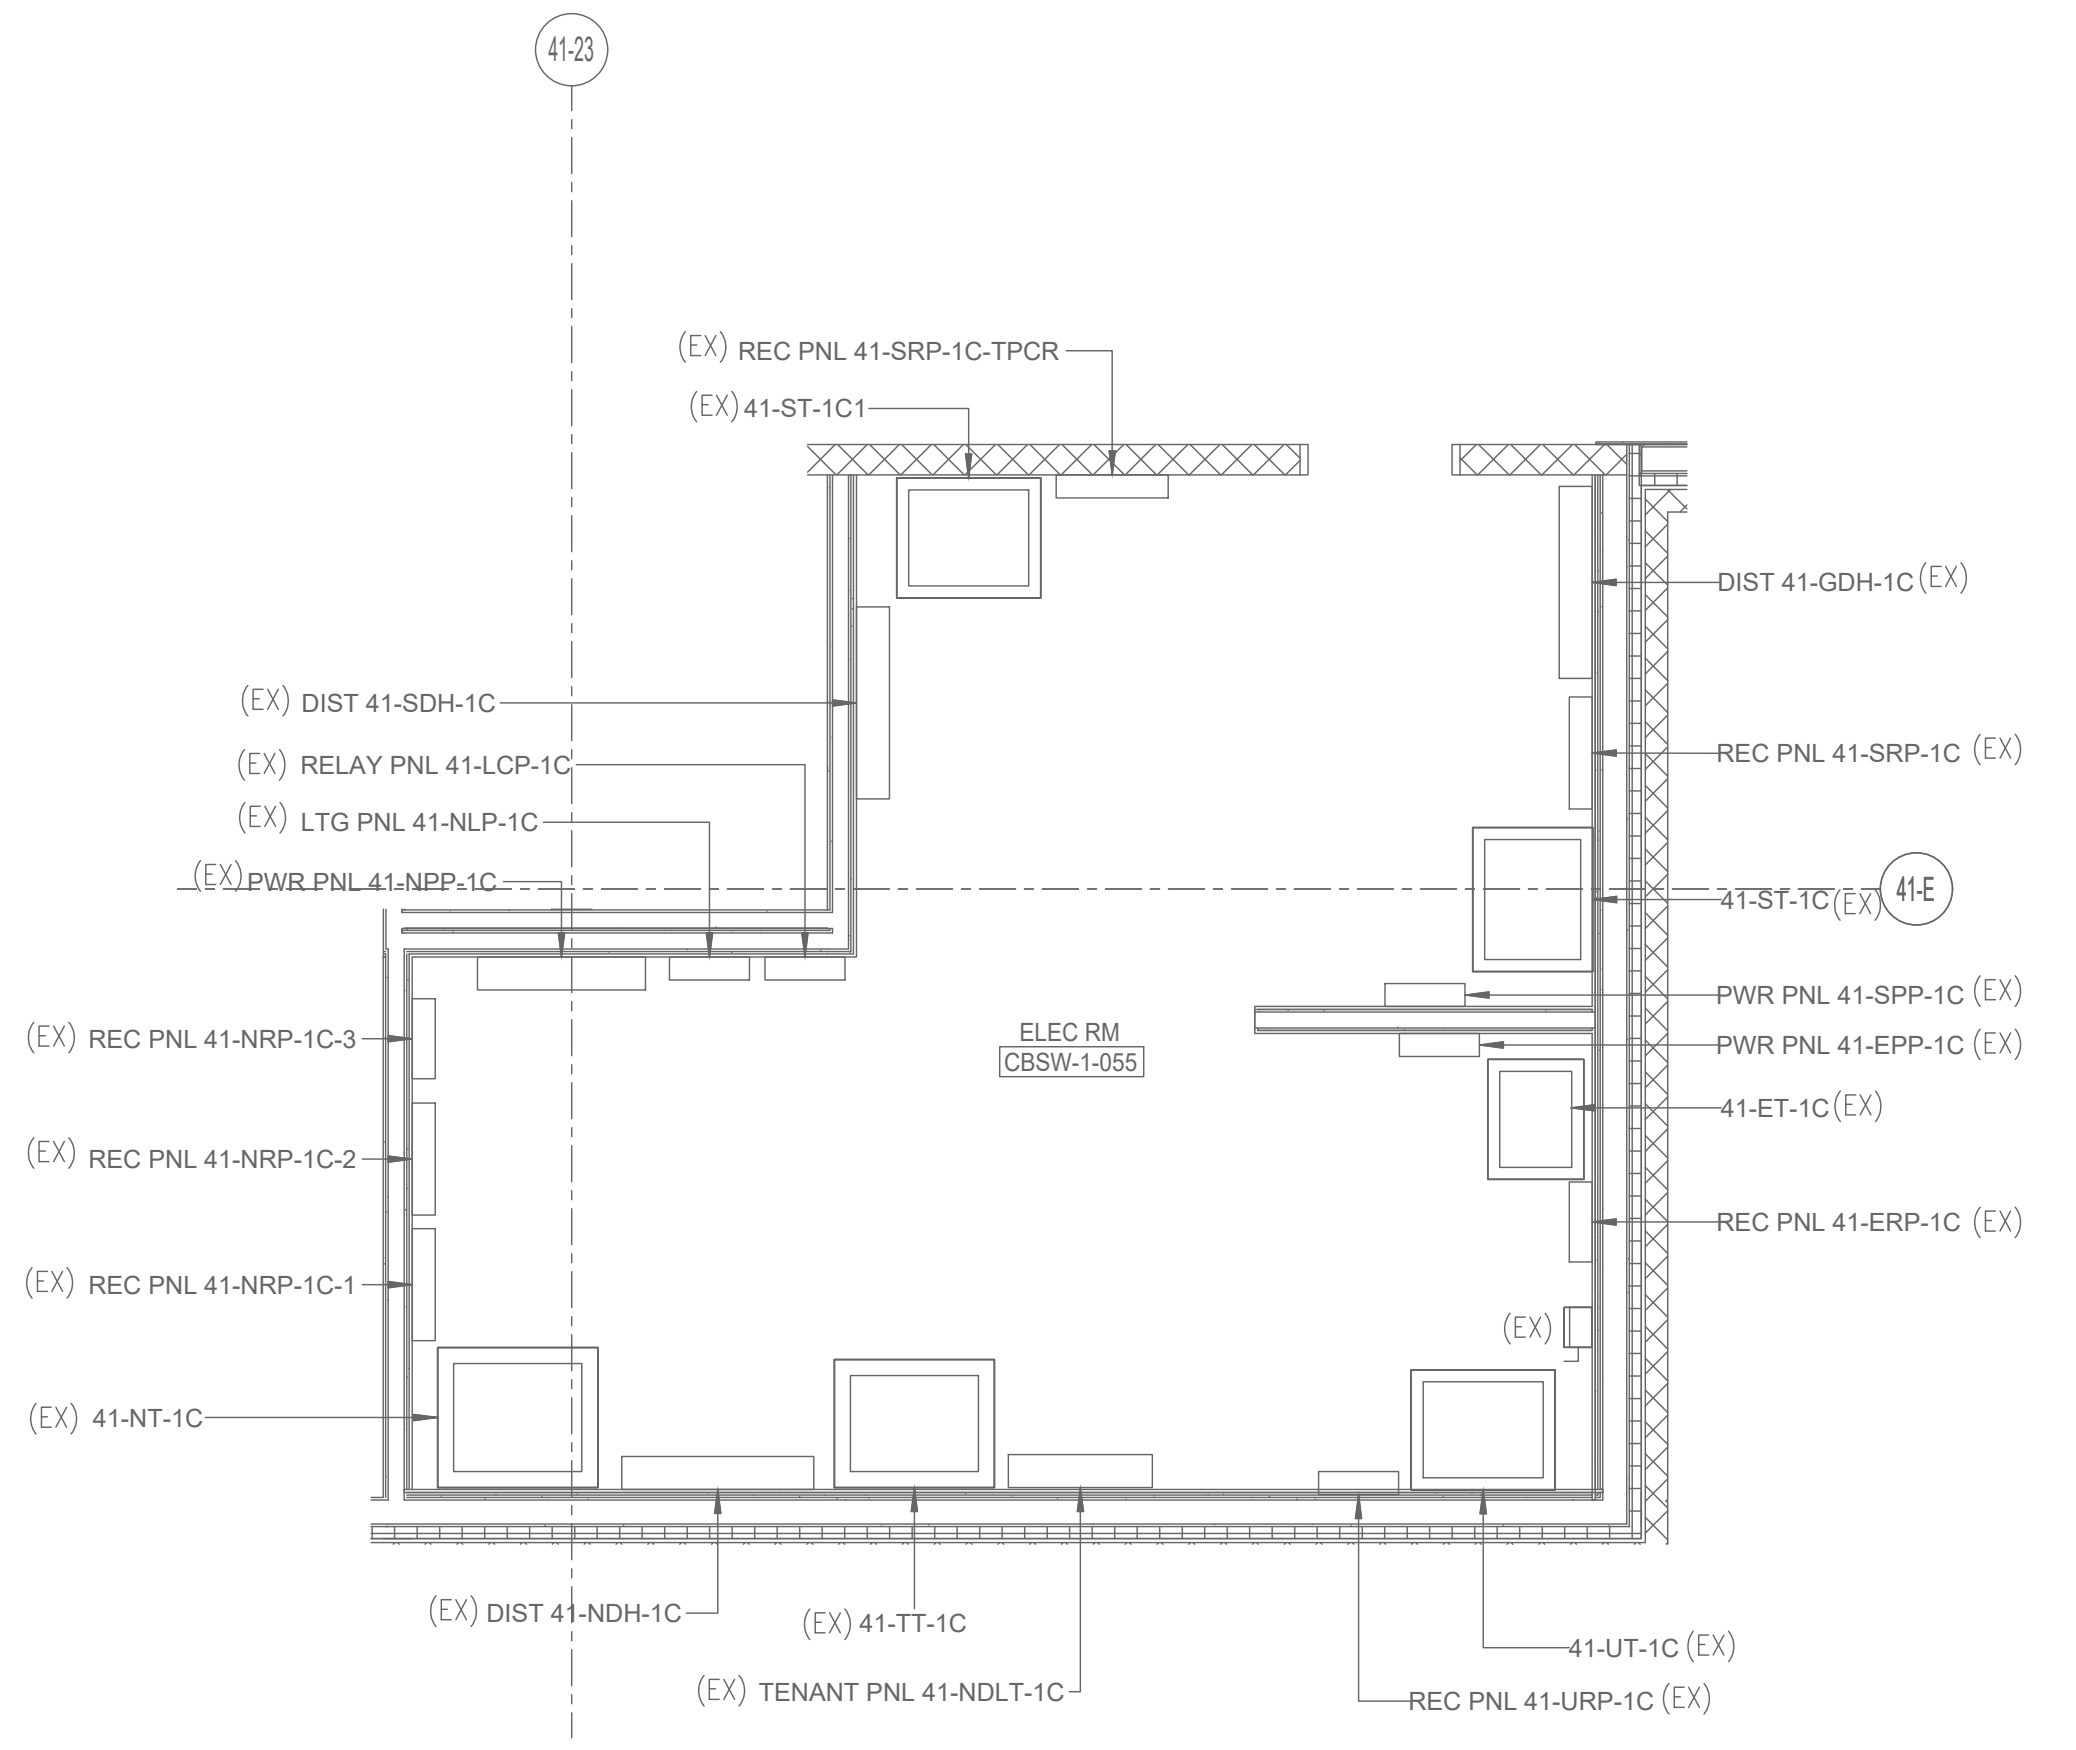 41-23
(EX) REC PNL 41-SRP-1C-TPCR
(EX) 41-ST-1C1
DIST 41-GDH-1C (EX)
(EX) DIST 41-SDH-1C
REC PNL 41-SRP-1C (EX)
(EX) RELAY PNL 41-LCP-1C
(EX) LTG PNL 41-NLP-1C
(EX) PWR PNL 41-NPP-1C
41-E
41-ST-1C (EX)
PWR PNL 41-SPP-1C (EX)
(EX) REC PNL 41-NRP-1C-3
ELEC RM
CBSW-1-055
PWR PNL 41-EPP-1C (EX)
41-ET-1C (EX)
(EX) REC PNL 41-NRP-1C-2
REC PNL 41-ERP-1C (EX)
(EX) REC PNL 41-NRP-1C-1
(EX)
(EX) 41-NT-1C
(EX) DIST 41-NDH-1C
(EX) 41-TT-1C
41-UT-1C (EX)
(EX) TENANT PNL 41-NDLT-1C
REC PNL 41-URP-1C (EX)